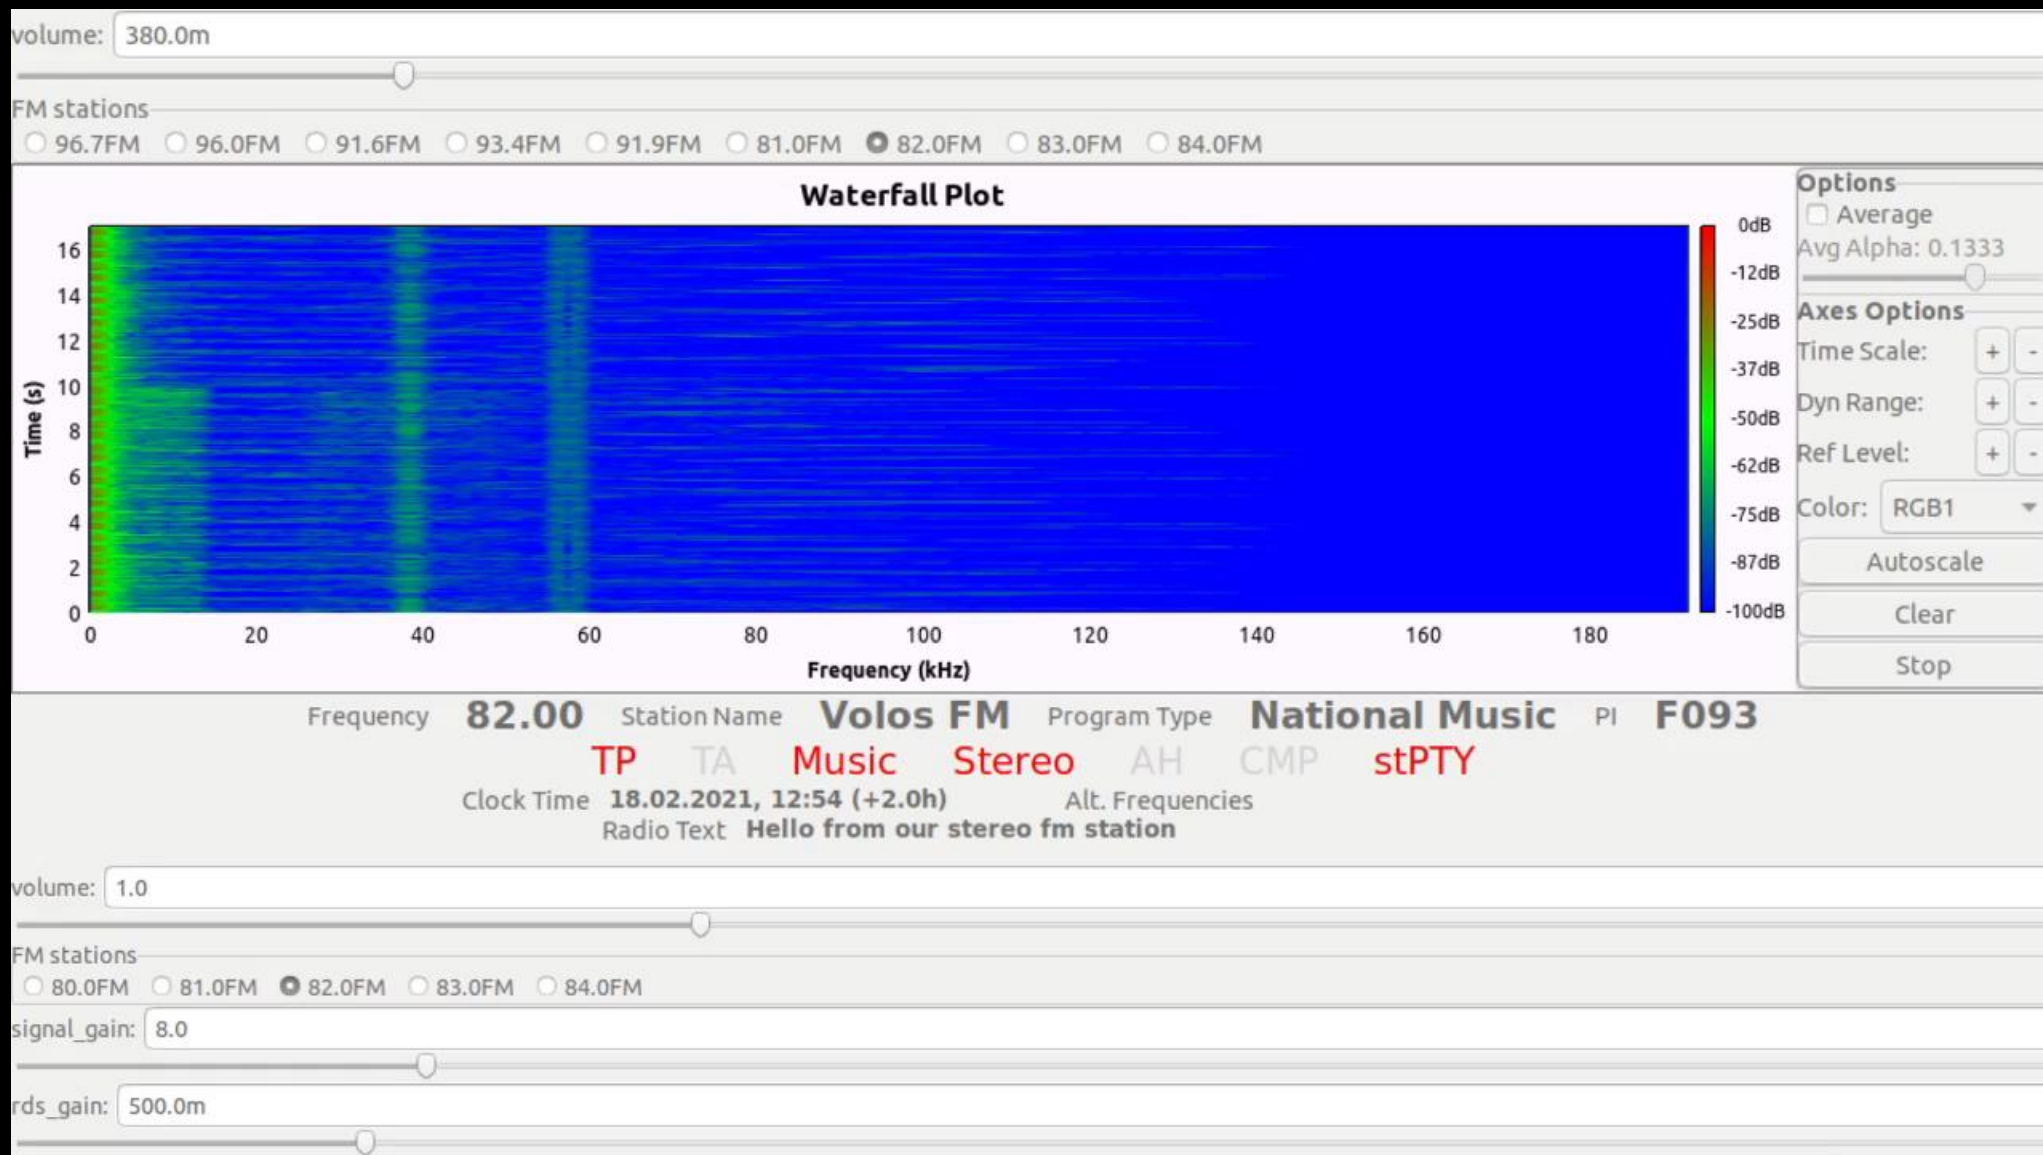 volume: 380.0m
FM stations
96.7FM 96.0FM 91.6FM 93.4FM 91.9FM 81.0FM 82.0FM 83.0FM 84.0FM
Waterfall Plot
Options
Average
Avg Alpha: 0.1333
Axes Options
Time Scale: + -
Dyn Range: + -
Ref Level: + -
Color: RGB1
Autoscale
Clear
Stop
Time (s)
16
14
12
10
8
6
4
2
0
0 20 40 60 80 100 120 140 160 180
Frequency (kHz)
0dB
-12dB
-25dB
-37dB
-50dB
-62dB
-75dB
-87dB
-100dB
Frequency 82.00 Station Name Volos FM Program Type National Music PI F093
TP TA Music Stereo AH CMP stPTY
Clock Time 18.02.2021, 12:54 (+2.0h) Alt. Frequencies
Radio Text Hello from our stereo fm station
volume: 1.0
FM stations
80.0FM 81.0FM 82.0FM 83.0FM 84.0FM
signal_gain: 8.0
rds_gain: 500.0m